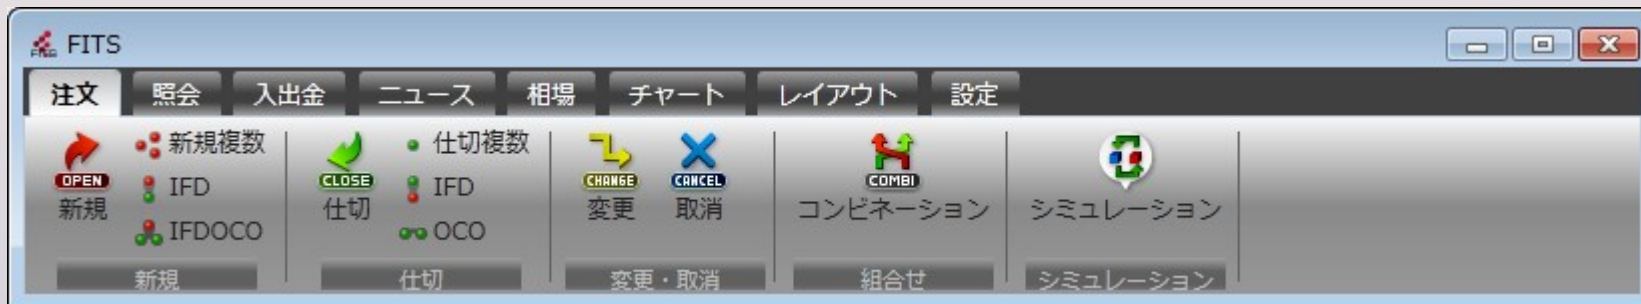 FITS
注文 照会 入出金 ニュース 相場 チャート レイアウト 設定
OPEN
新規
新規複数
IFD
IFDOCO
新規
CLOSE
仕切
仕切複数
IFD
OCO
仕切
CHANGE
変更
CANCEL
取消
変更・取消
COMBI
コンビネーション
組合せ
シミュレーション
シミュレーション